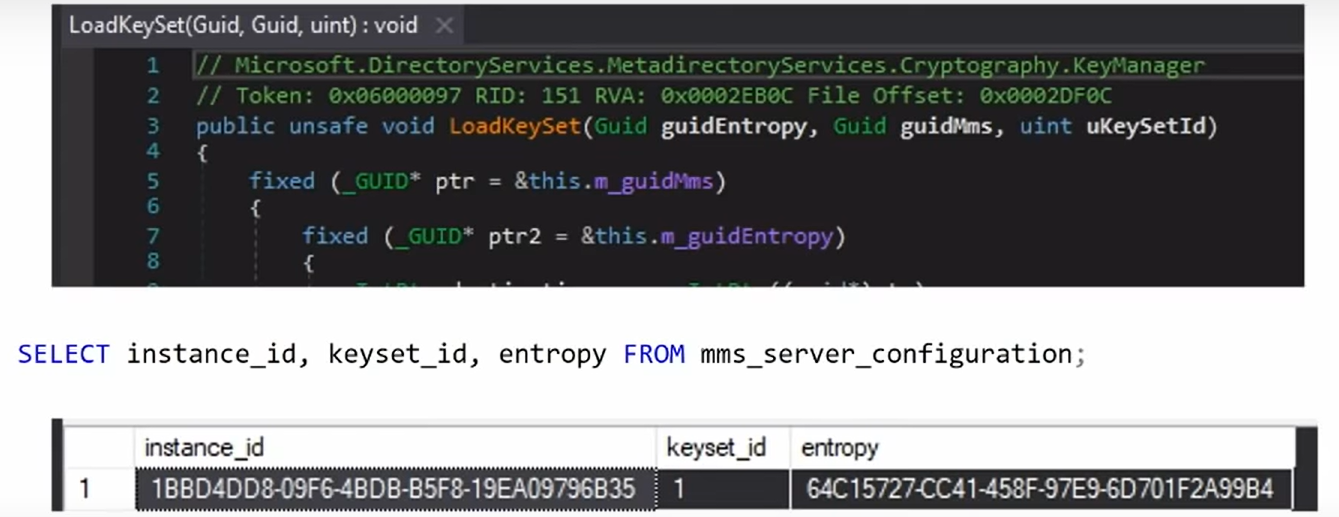 LoadKeySet(Guid, Guid, uint) : void ×
1 // Microsoft.DirectoryServices.MetadirectoryServices.Cryptography.KeyManager
2 // Token: 0x06000097 RID: 151 RVA: 0x0002EB0C File Offset: 0x0002DF0C
3 public unsafe void LoadKeySet(Guid guidEntropy, Guid guidMms, uint uKeySetId)
4 {
5 fixed (_GUID* ptr = &this.m_guidMms)
6 {
7 fixed (_GUID* ptr2 = &this.m_guidEntropy)
8 {
SELECT instance_id, keyset_id, entropy FROM mms_server_configuration;
instance_id keyset_id entropy
1 1BBD4DD8-09F6-4BDB-B5F8-19EA09796B35 1 64C15727-CC41-458F-97E9-6D701F2A99B4